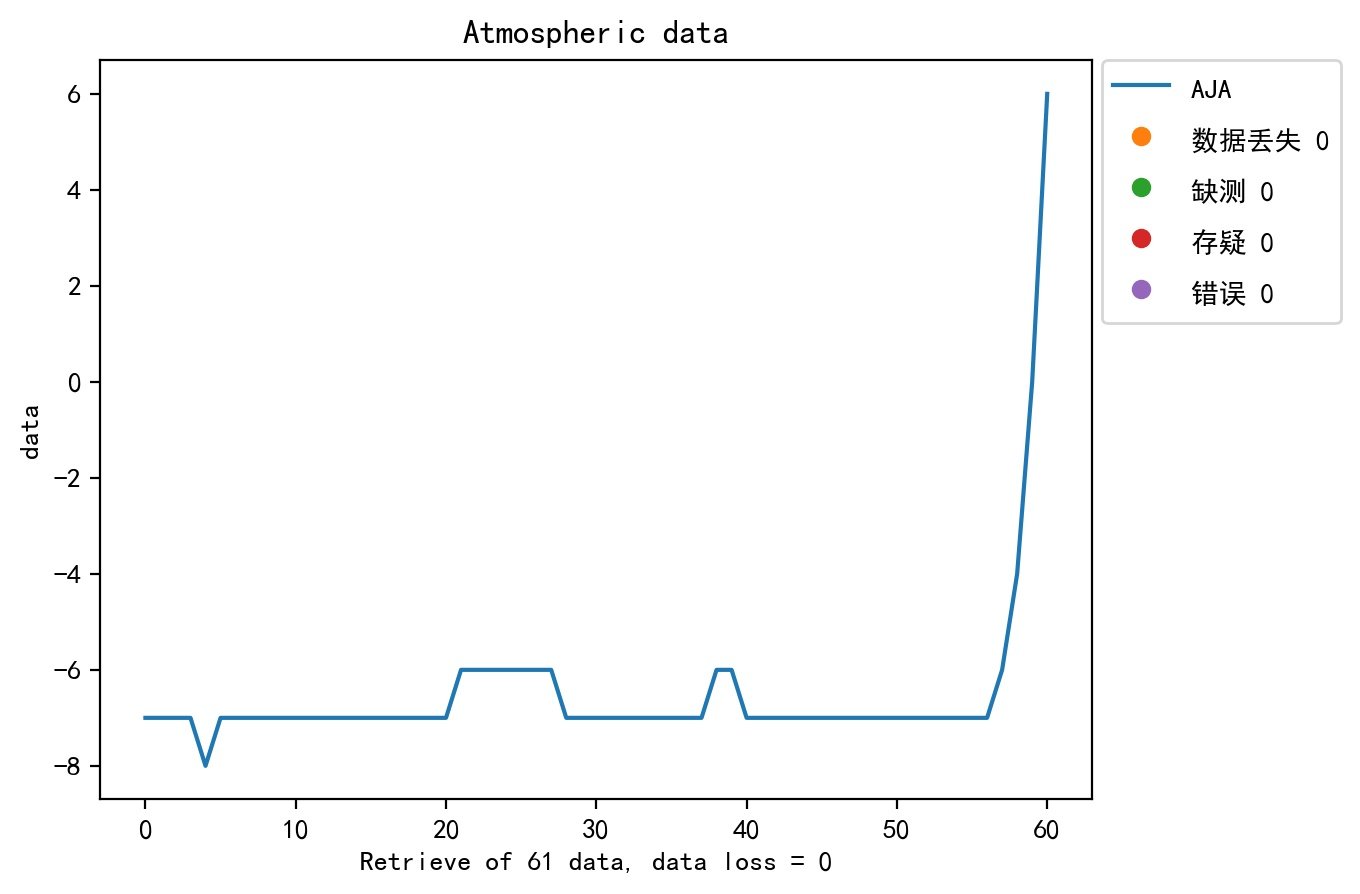 Atmospheric data
6
4
2
0
−2
−4
−6
−8
data
0 10 20 30 40 50 60
Retrieve of 61 data, data loss = 0
AJA
数据丢失 0
缺测 0
存疑 0
错误 0